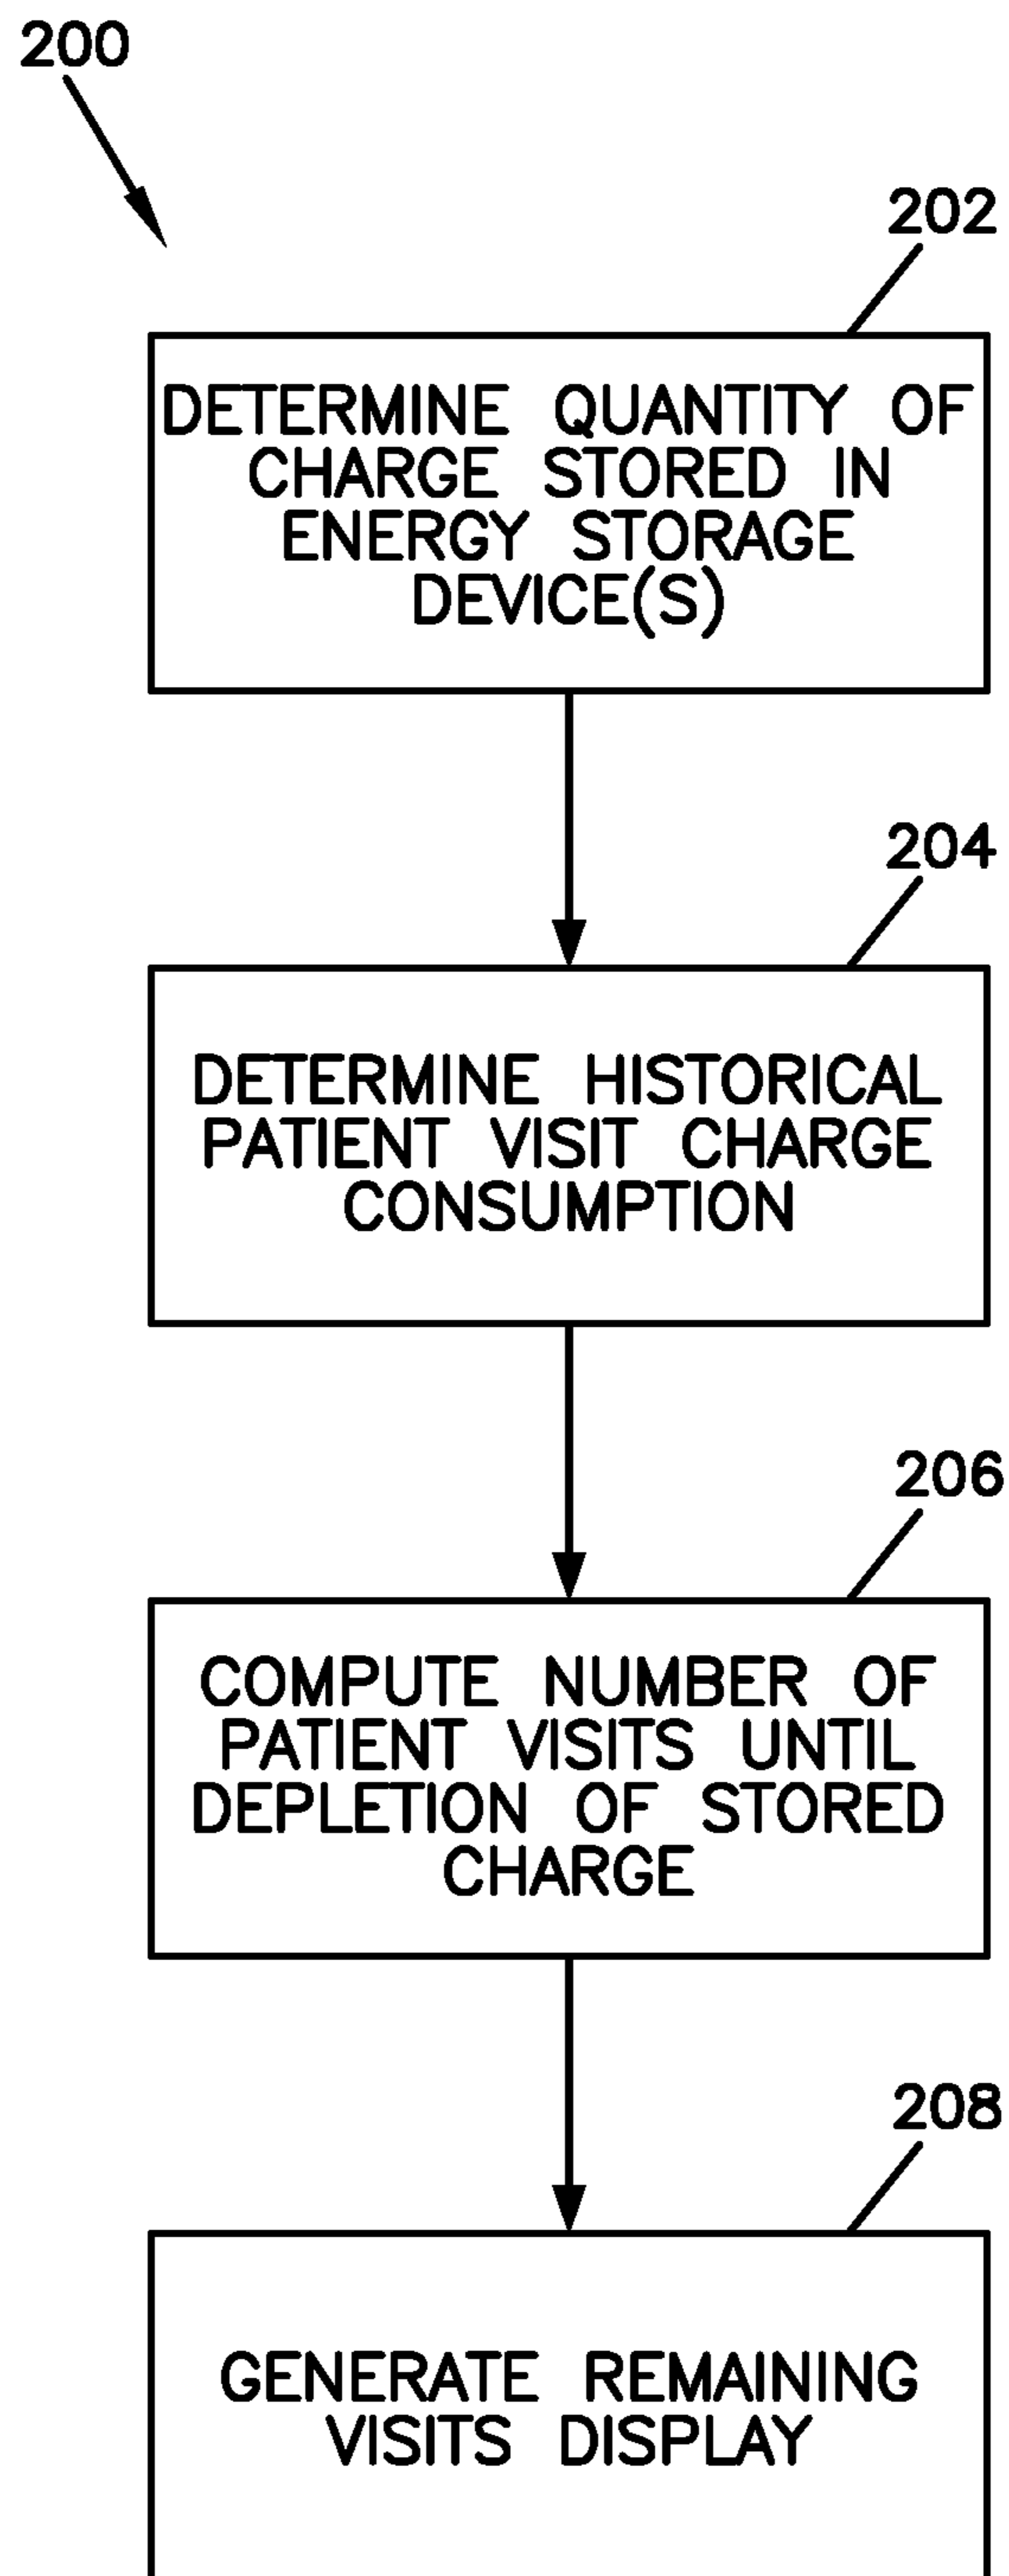 200
202
DETERMINE QUANTITY OF
CHARGE STORED IN
ENERGY STORAGE
DEVICE(S)
204
DETERMINE HISTORICAL
PATIENT VISIT CHARGE
CONSUMPTION
206
COMPUTE NUMBER OF
PATIENT VISITS UNTIL
DEPLETION OF STORED
CHARGE
208
GENERATE REMAINING
VISITS DISPLAY